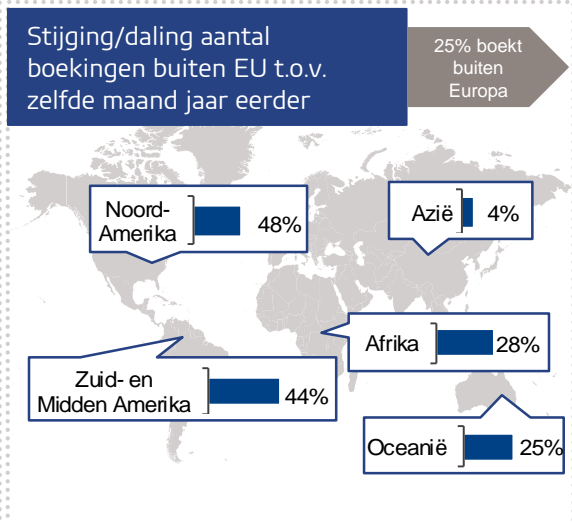 Stijging/daling aantal
boekingen buiten EU t.o.v.
zelfde maand jaar eerder
25% boekt
buiten
Europa
Noord-
Amerika
48%
Azië
4%
Afrika
28%
Zuid- en
Midden Amerika
44%
Oceanië
25%